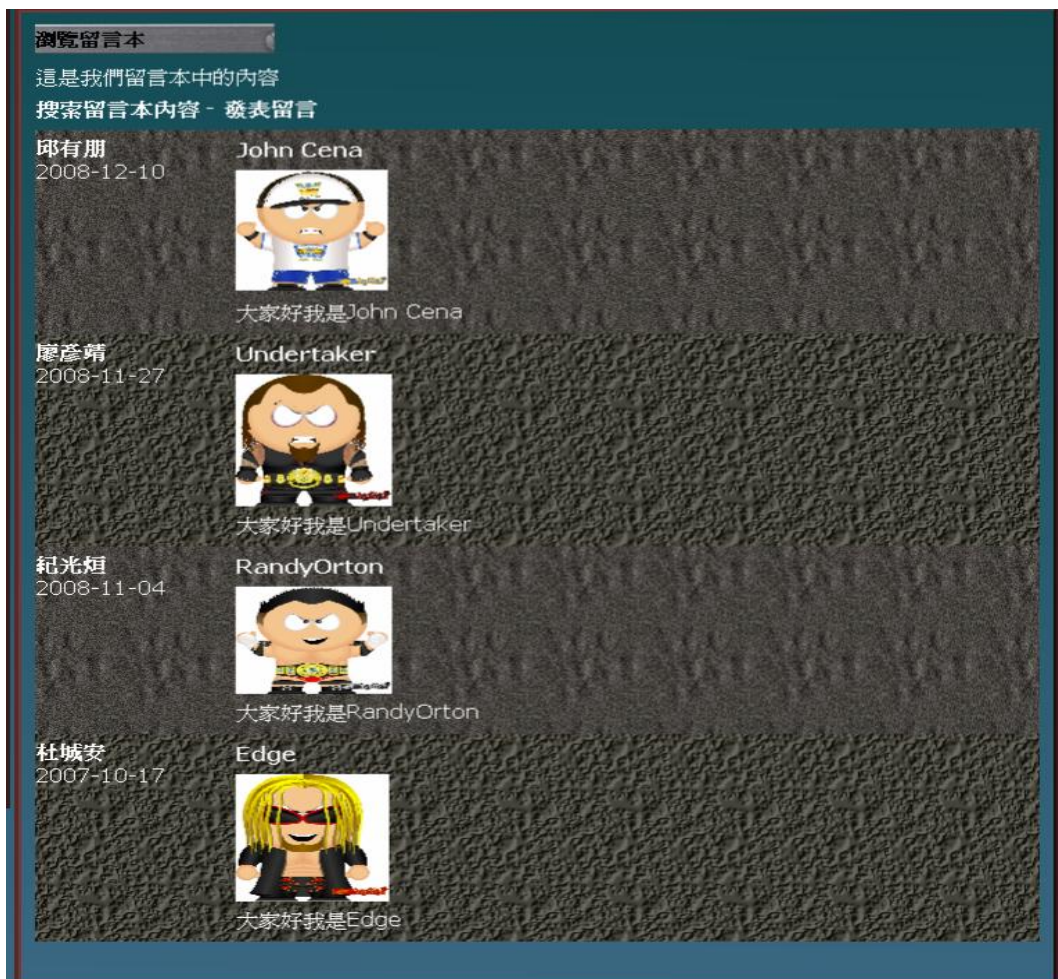 瀏覽留言本
這是我們留言本中的內容
搜索留言本內容 - 發表留言
邱有朋
John Cena
2008-12-10
大家好我是John Cena
廖彥靖
Undertaker
2008-11-27
大家好我是Undertaker
紀光烜
RandyOrton
2008-11-04
大家好我是RandyOrton
杜城安
Edge
2007-10-17
大家好我是Edge